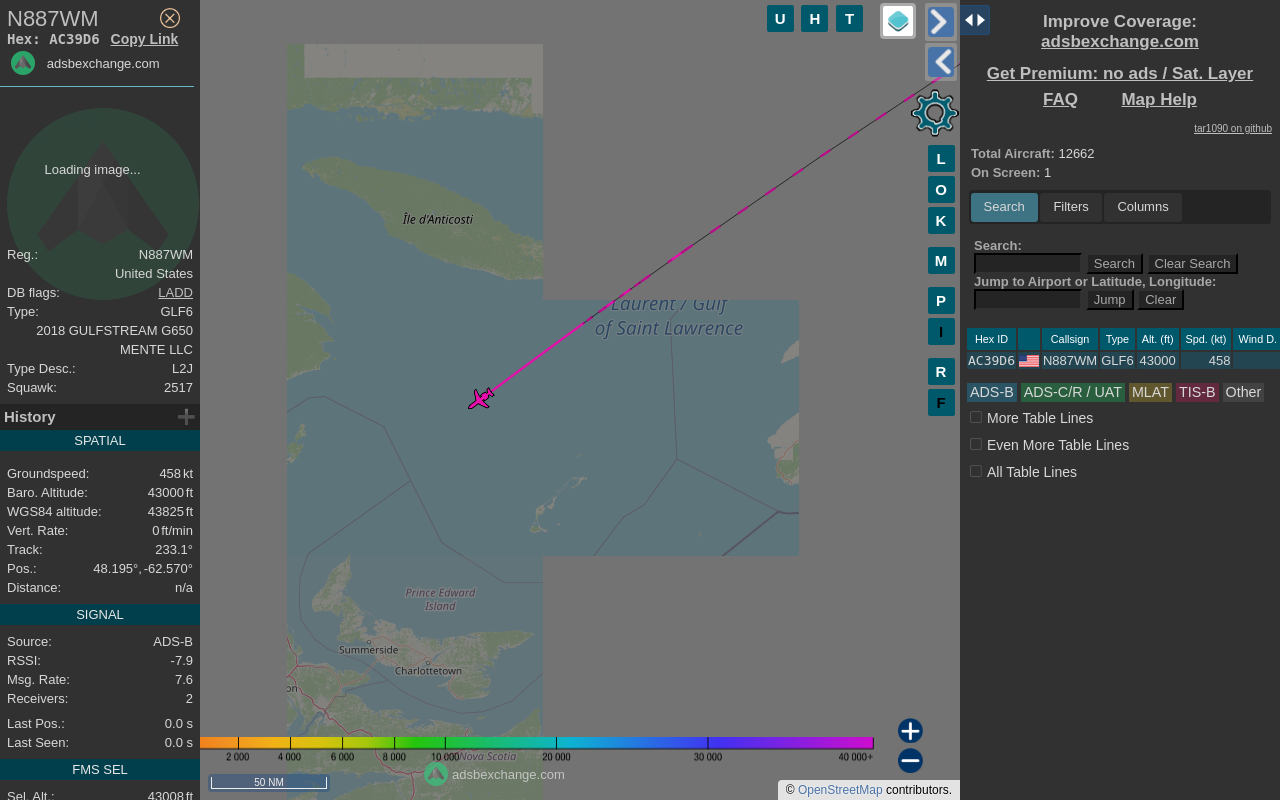 N887WM
Hex: AC39D6 Copy Link
adsbexchange.com
Loading image...
Reg.: N887WM
United States
DB flags: LADD
Type: GLF6
2018 GULFSTREAM G650
MENTE LLC
Type Desc.: L2J
Squawk: 2517
History
SPATIAL
Groundspeed: 458 kt
Baro. Altitude: 43000 ft
WGS84 altitude: 43825 ft
Vert. Rate: 0 ft/min
Track: 233.1°
Pos.: 48.195°, -62.570°
Distance: n/a
SIGNAL
Source: ADS-B
RSSI: -7.9
Msg. Rate: 7.6
Receivers: 2
Last Pos.: 0.0 s
Last Seen: 0.0 s
FMS SEL
Sel. Alt.: 43008 ft
U H T
L
O
K
M
P
I
R
F
Île d'Anticosti
Laurent / Gulf
of Saint Lawrence
Prince Edward
Island
Summerside
Charlottetown
on
Nova Scotia
2 000 4 000 6 000 8 000 10 000 20 000 30 000 40 000+
adsbexchange.com
50 NM
© OpenStreetMap contributors.
Improve Coverage:
adsbexchange.com
Get Premium: no ads / Sat. Layer
FAQ Map Help
tar1090 on github
Total Aircraft: 12662
On Screen: 1
Search Filters Columns
Search:
Search Clear Search
Jump to Airport or Latitude, Longitude:
Jump Clear
Hex ID Callsign Type Alt. (ft) Spd. (kt) Wind D.
AC39D6 N887WM GLF6 43000 458
ADS-B ADS-C/R / UAT MLAT TIS-B Other
More Table Lines
Even More Table Lines
All Table Lines